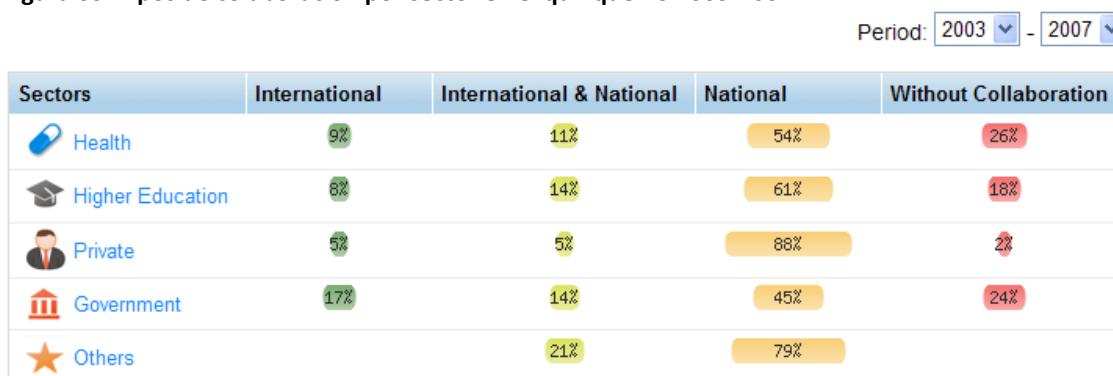 Period: 2003 - 2007
Sectors International International & National National Without Collaboration
Health 9% 11% 54% 26%
Higher Education 8% 14% 61% 18%
Private 5% 5% 88% 2%
Government 17% 14% 45% 24%
Others 21% 79%